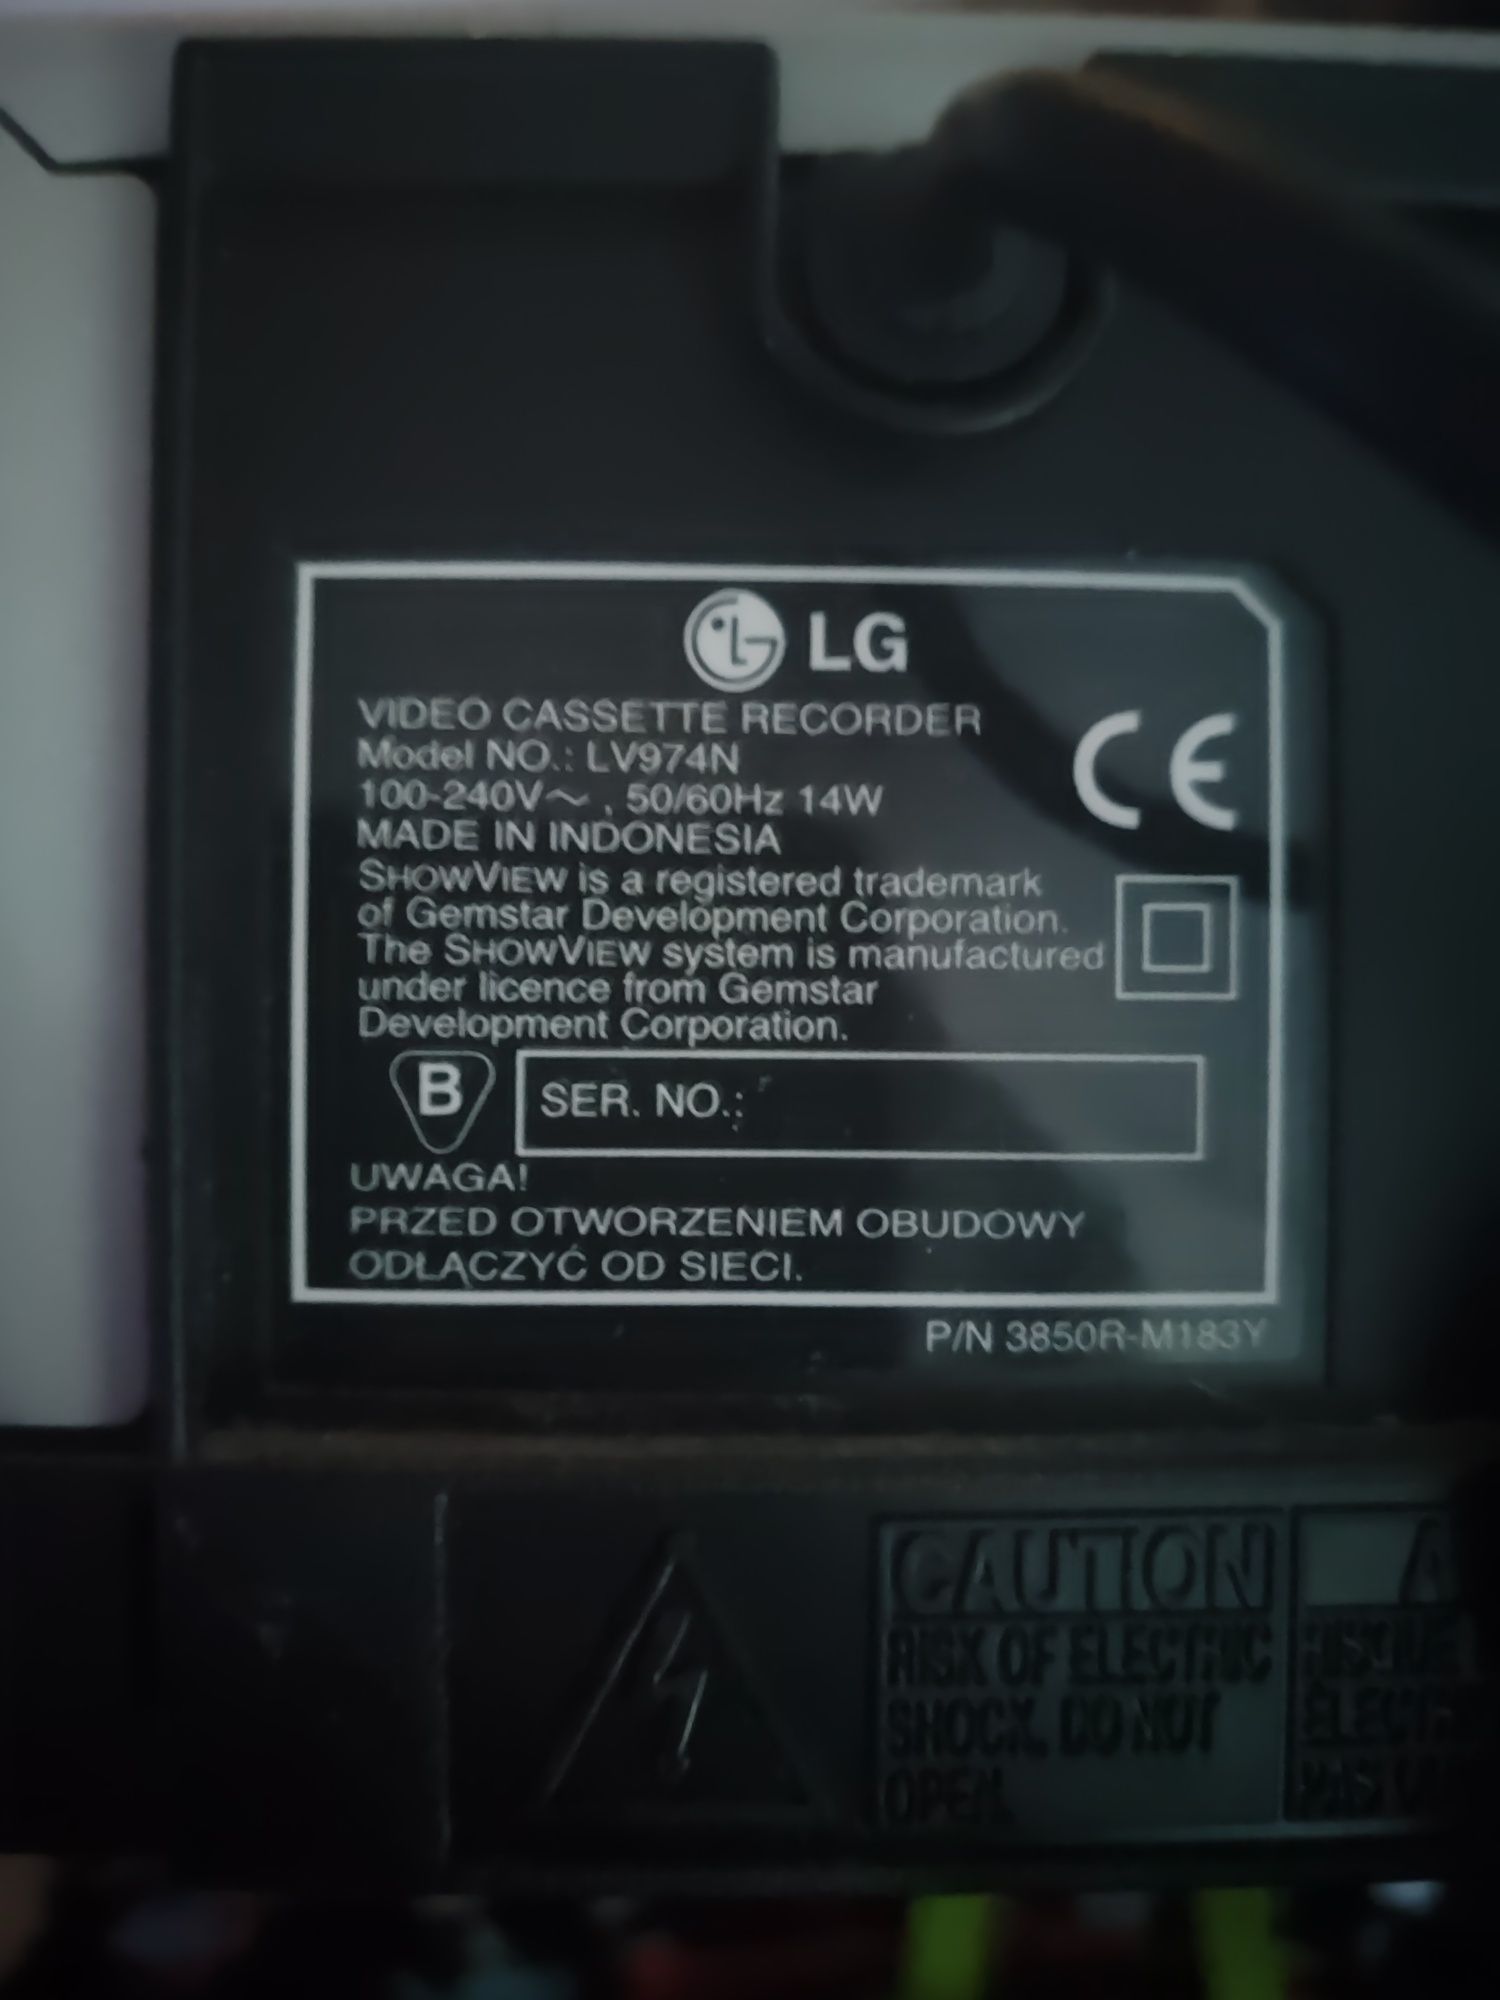 LG
VIDEO CASSETTE RECORDER
Model NO.: LV974N
100-240V～ , 50/60Hz 14W
MADE IN INDONESIA
SHOWVIEW is a registered trademark
of Gemstar Development Corporation.
The SHOWVIEW system is manufactured
under licence from Gemstar
Development Corporation.
CE
B
SER. NO.:
UWAGA!
PRZED OTWORZENIEM OBUDOWY
ODŁĄCZYĆ OD SIECI.
P/N 3850R-M183Y
CAUTION
RISK OF ELECTRIC
SHOCK. DO NOT
OPEN.